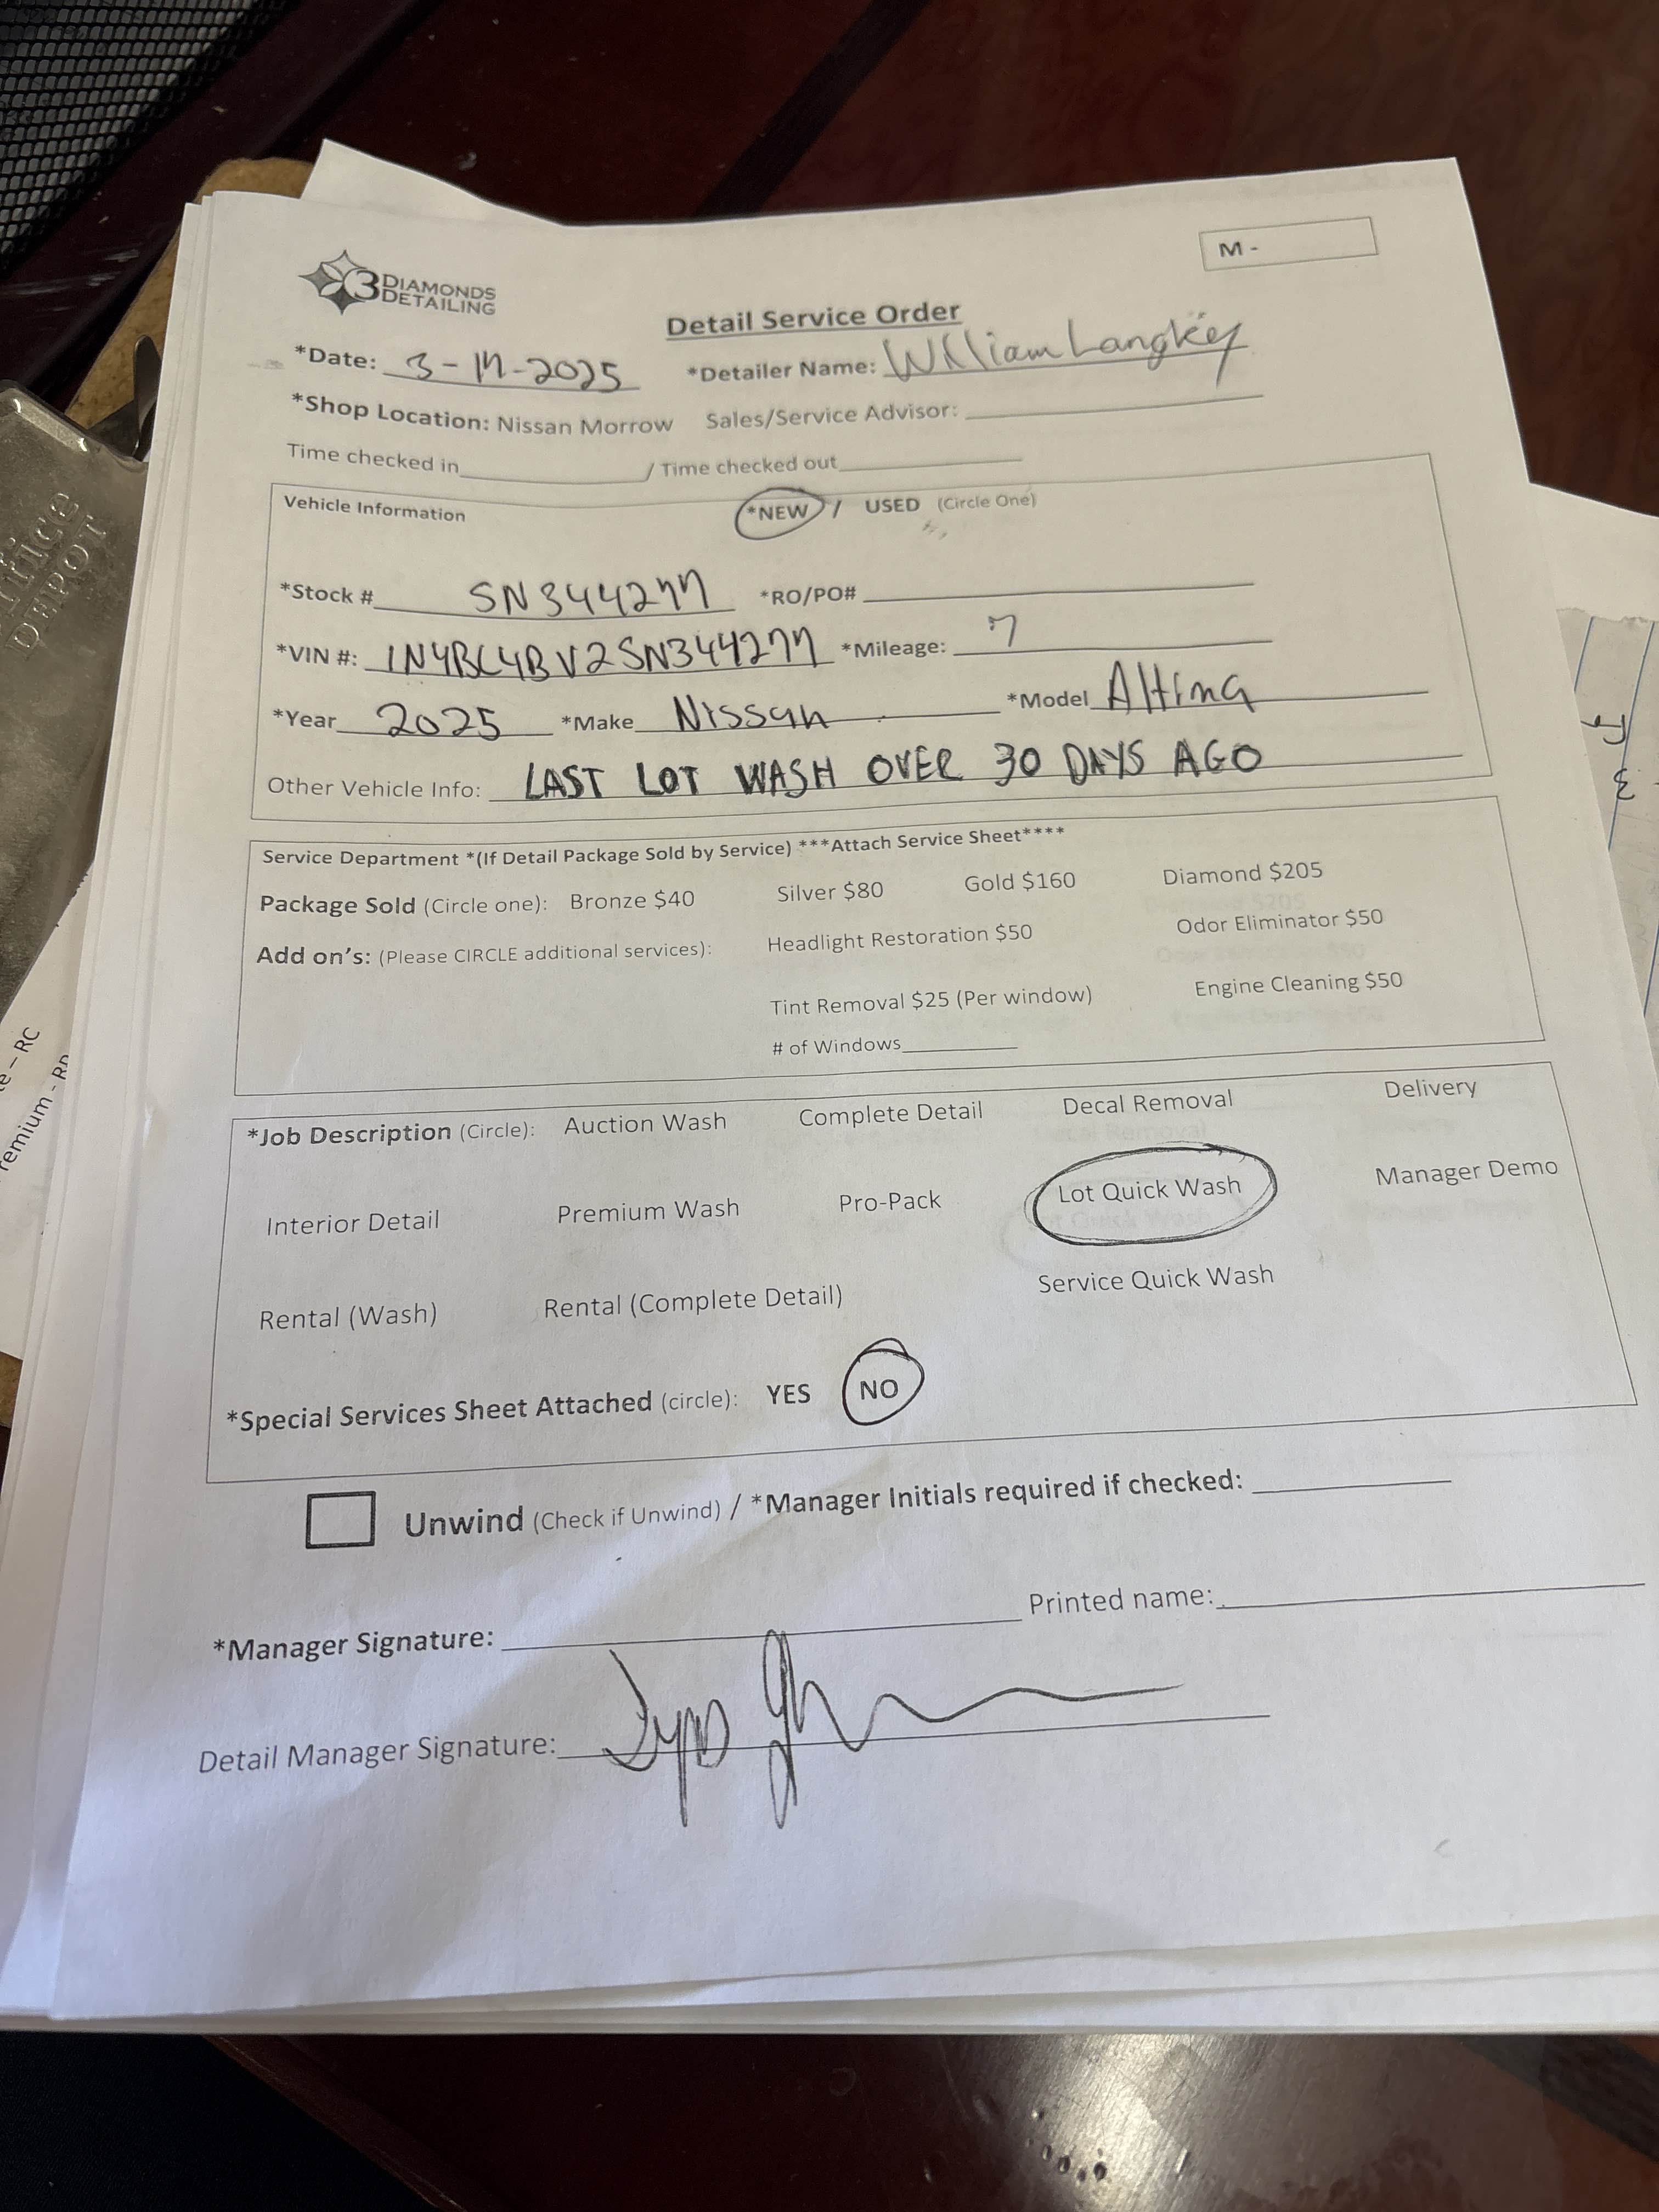 M -
3 DIAMONDS DETAILING
Detail Service Order
*Date: 3-17-2025 *Detailer Name: William Langley
*Shop Location: Nissan Morrow Sales/Service Advisor:
Time checked in / Time checked out
Vehicle Information *NEW / USED (Circle One)
*Stock # SN344277 *RO/PO#
*VIN #: 1N4BL4BV2SN344277 *Mileage: 7
*Year 2025 *Make Nissan *Model Altima
Other Vehicle Info: LAST LOT WASH OVER 30 DAYS AGO
Service Department *(If Detail Package Sold by Service) ***Attach Service Sheet****
Package Sold (Circle one): Bronze $40 Silver $80 Gold $160 Diamond $205
Add on's: (Please CIRCLE additional services): Headlight Restoration $50 Odor Eliminator $50
Tint Removal $25 (Per window) Engine Cleaning $50
# of Windows
*Job Description (Circle): Auction Wash Complete Detail Decal Removal Delivery
Interior Detail Premium Wash Pro-Pack Lot Quick Wash Manager Demo
Rental (Wash) Rental (Complete Detail) Service Quick Wash
*Special Services Sheet Attached (circle): YES NO
Unwind (Check if Unwind) / *Manager Initials required if checked:
*Manager Signature: Printed name:
Detail Manager Signature:
Office
DEPOT
– RC
remium - RD